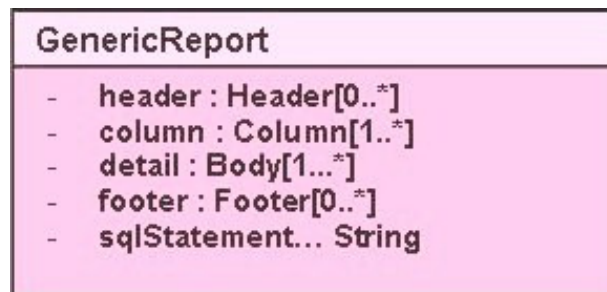 GenericReport
- header : Header[0..*]
- column : Column[1..*]
- detail : Body[1...*]
- footer : Footer[0..*]
- sqlStatement... String